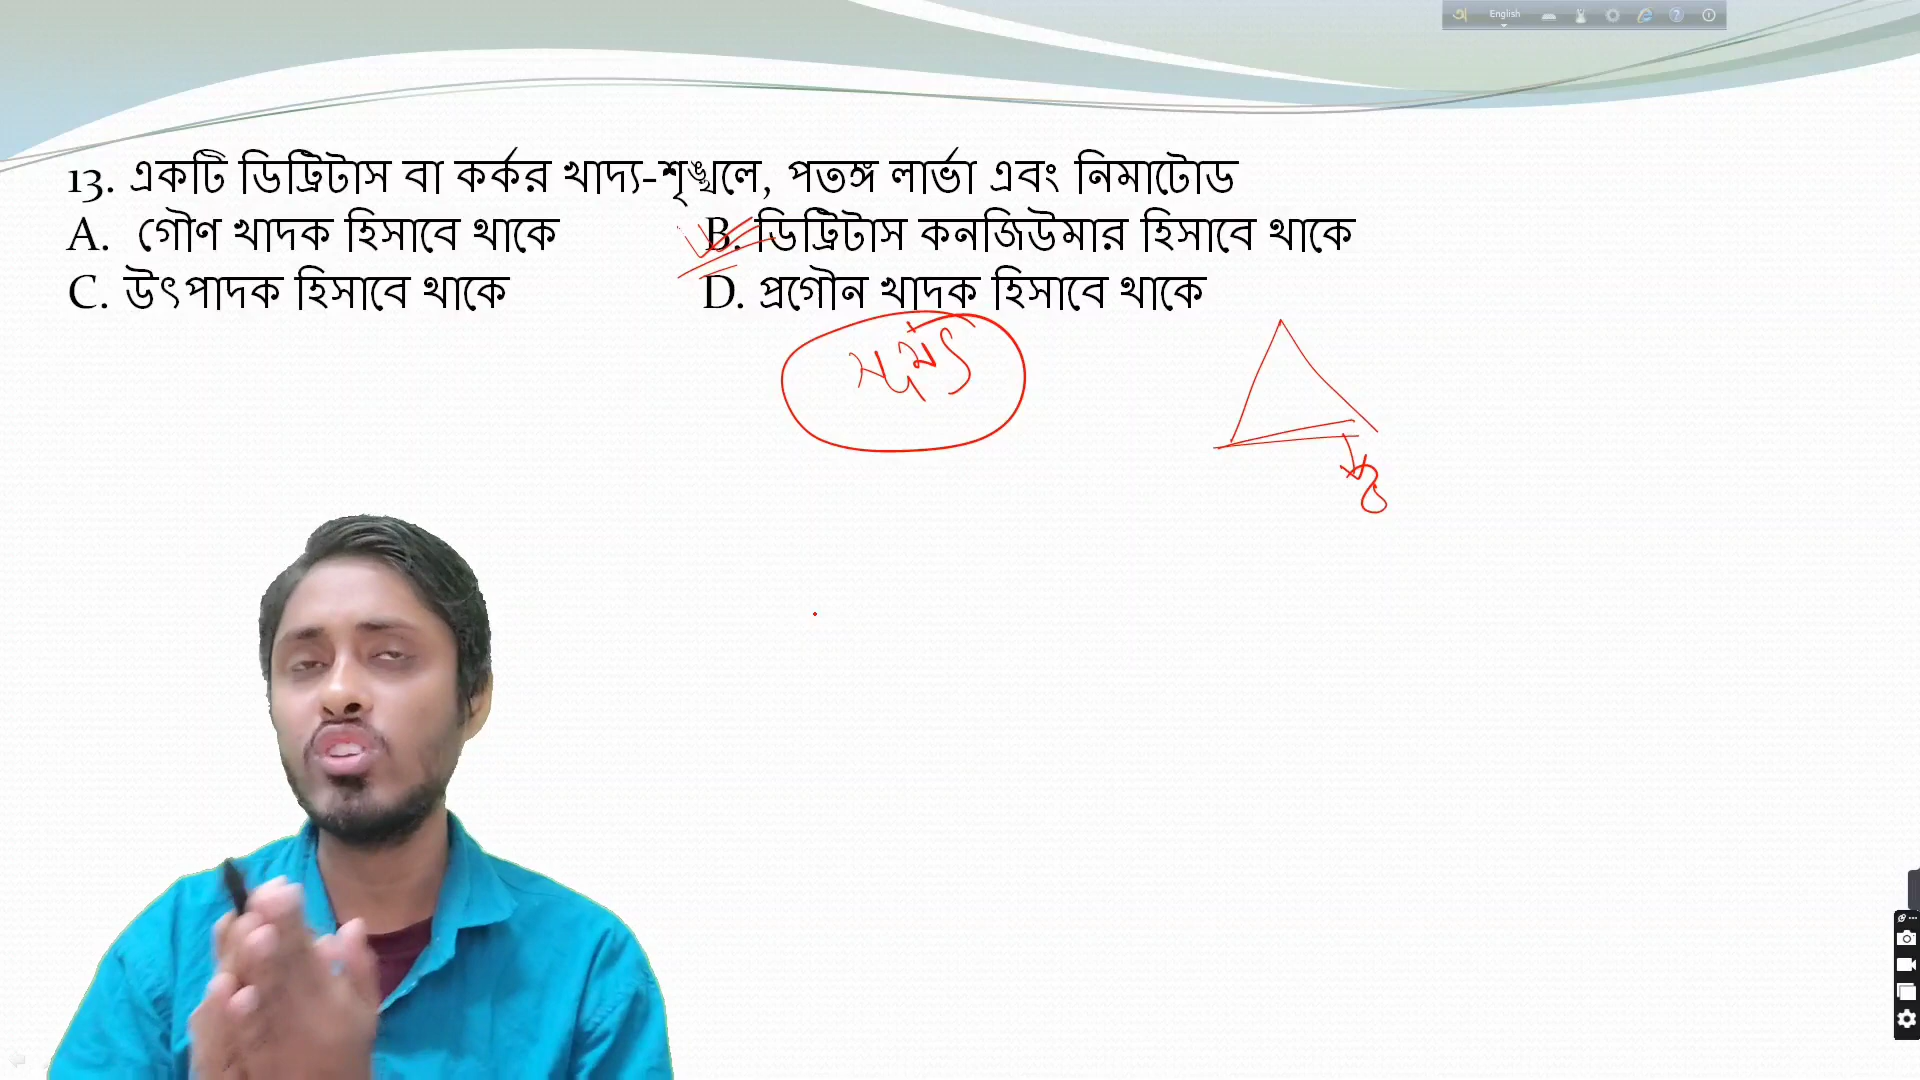 English
13. একটি ডিট্রিটাস বা কর্কর খাদ্য-শৃঙ্খলে, পতঙ্গ লার্ভা এবং নিমাটোড
A. গৌণ খাদক হিসাবে থাকে B. ডিট্রিটাস কনজিউমার হিসাবে থাকে
C. উৎপাদক হিসাবে থাকে D. প্রগৌন খাদক হিসাবে থাকে